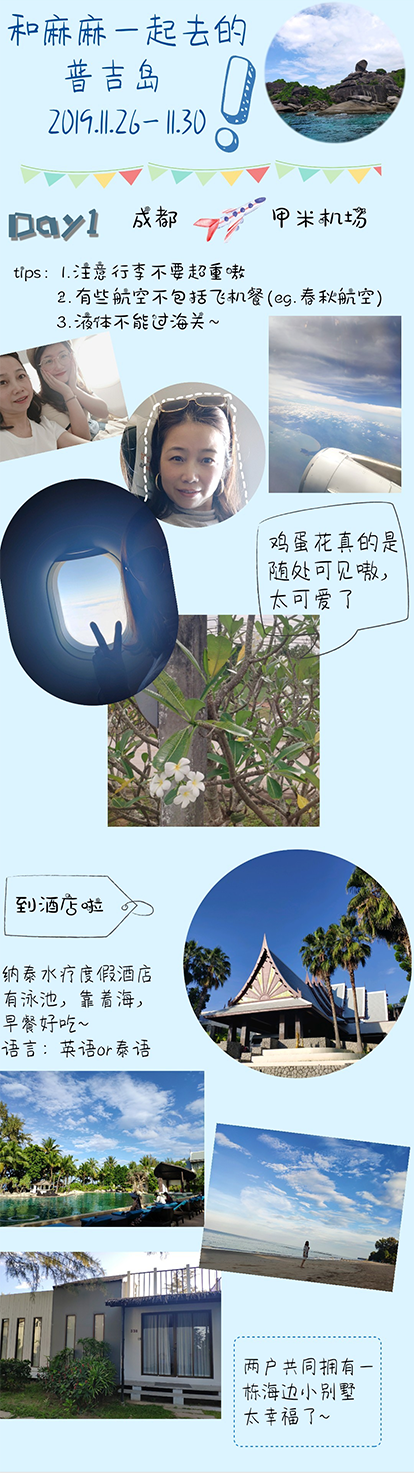 和麻麻一起去的
普吉岛
2019.11.26-11.30
Day1 成都 甲米机场
tips: 1.注意行李不要超重嗷
2.有些航空不包括飞机餐(eg.春秋航空)
3.液体不能过海关~
鸡蛋花真的是
随处可见嗷,
太可爱了
到酒店啦
纳泰水疗度假酒店
有泳池, 靠着海,
早餐好吃~
语言: 英语or泰语
两户共同拥有一
栋海边小别墅
太幸福了~